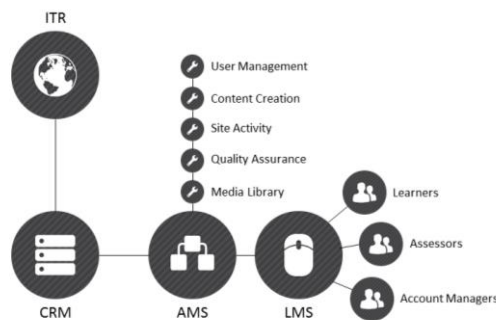 ITR
User Management
Content Creation
Site Activity
Quality Assurance
Media Library
Learners
Assessors
Account Managers
CRM
AMS
LMS